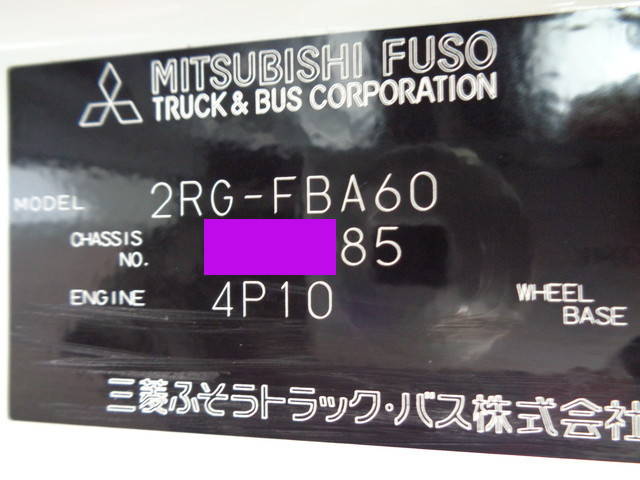 MITSUBISHI FUSO
TRUCK & BUS CORPORATION
MODEL 2RG-FBA60
CHASSIS NO. 85
ENGINE 4P10 WHEEL BASE
三菱ふそうトラック・バス株式会社